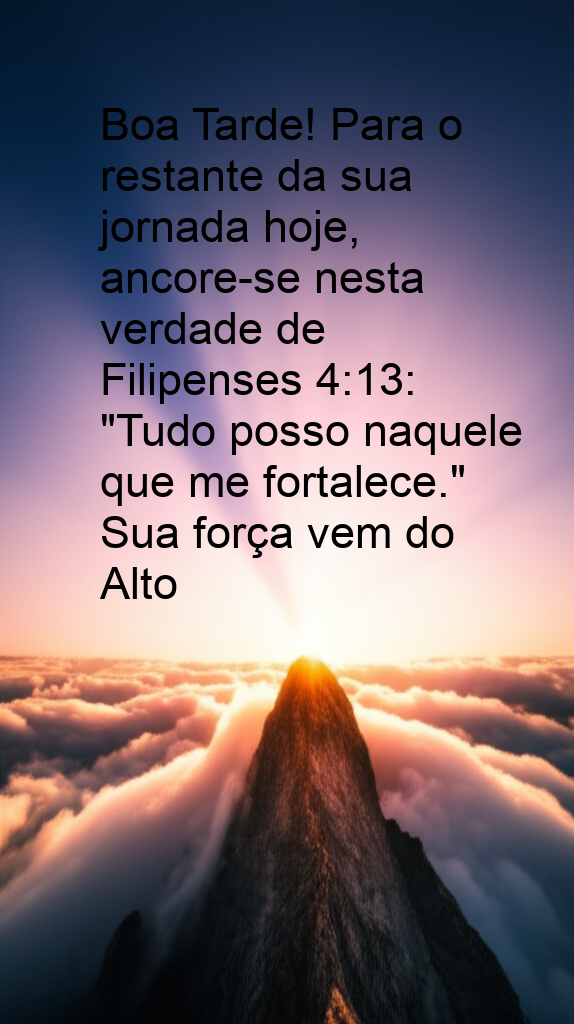 Boa Tarde! Para o
restante da sua
jornada hoje,
ancore-se nesta
verdade de
Filipenses 4:13:
"Tudo posso naquele
que me fortalece."
Sua força vem do
Alto